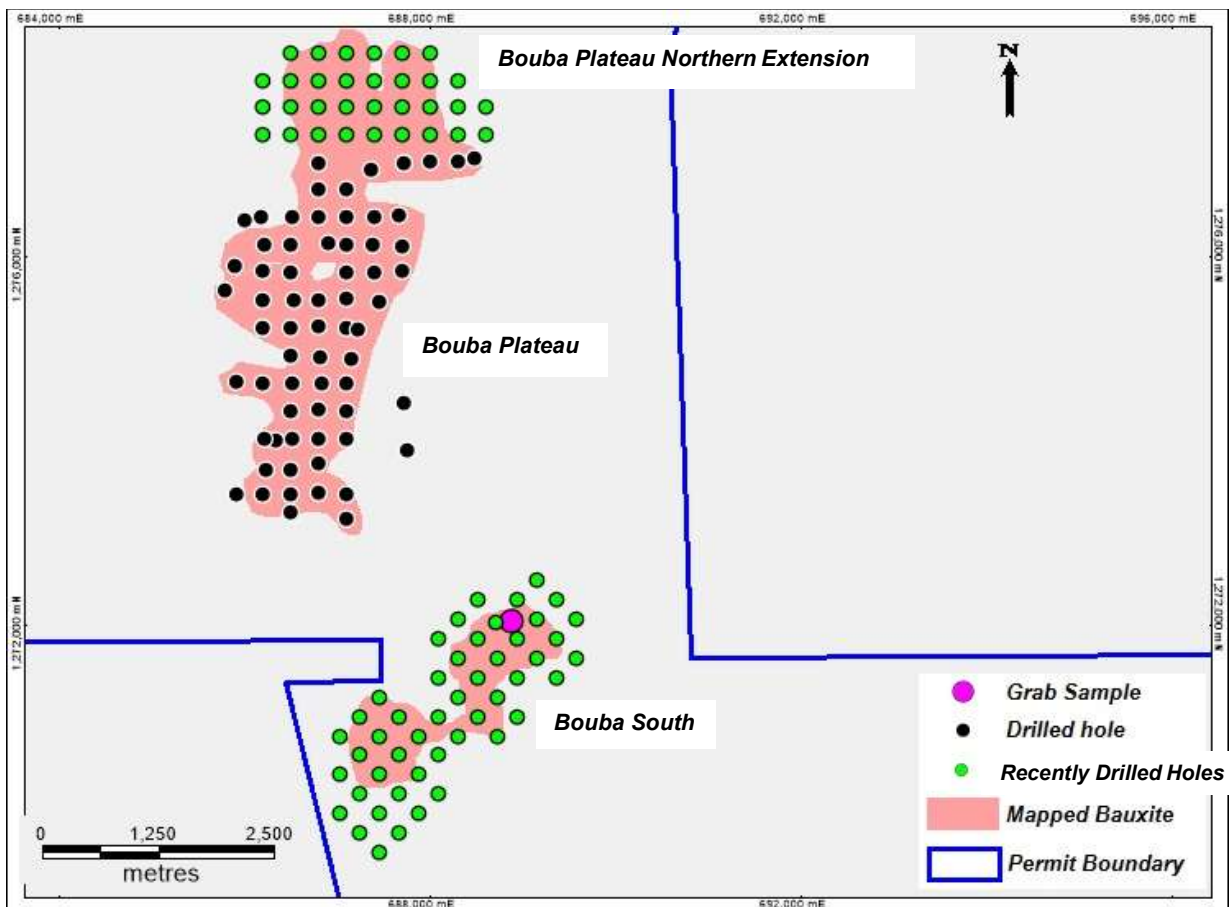 684,000 mE
688,000 mE
692,000 mE
696,000 mE
Bouba Plateau Northern Extension
N
1,276,000 mN
1,276,000 mN
Bouba Plateau
1,272,000 mN
1,272,000 mN
Bouba South
Grab Sample
Drilled hole
Recently Drilled Holes
Mapped Bauxite
Permit Boundary
0 1,250 2,500
metres
688,000 mE
692,000 mE